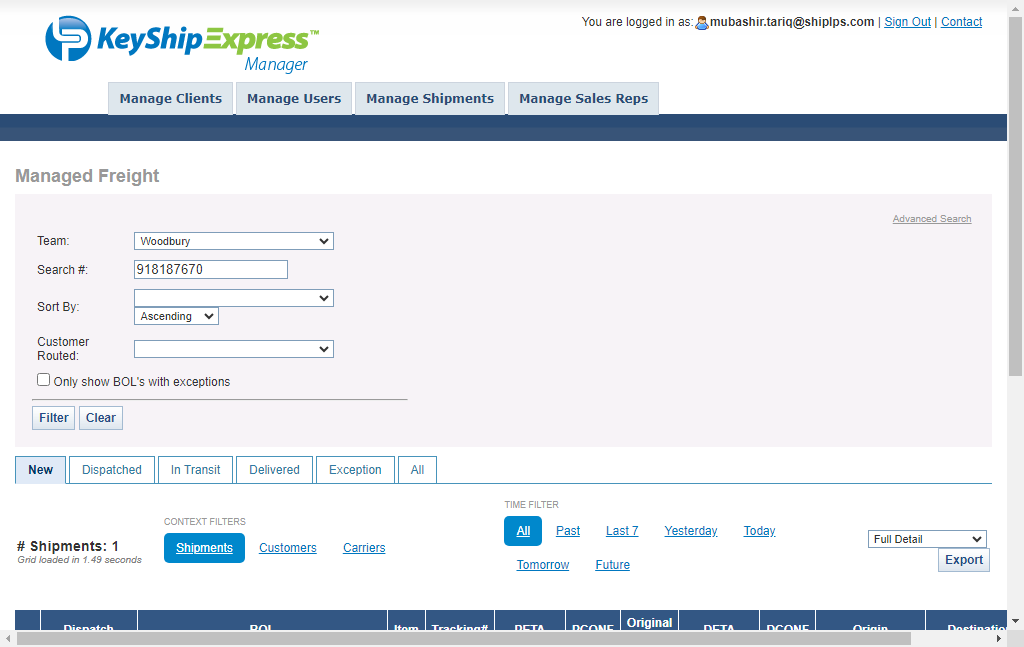 You are logged in as: mubashir.tariq@shiplps.com | Sign Out | Contact
KeyShipExpress™
Manager
Manage Clients Manage Users Manage Shipments Manage Sales Reps
Managed Freight
Advanced Search
Team: Woodbury
Search #: 918187670
Sort By:
Ascending
Customer
Routed:
Only show BOL's with exceptions
Filter Clear
New Dispatched In Transit Delivered Exception All
TIME FILTER
CONTEXT FILTERS
All Past Last 7 Yesterday Today
# Shipments: 1
Grid loaded in 1.49 seconds
Shipments Customers Carriers
Full Detail
Export
Tomorrow Future
Original
Dispatch BOL Item Tracking# PETA PCONF DETA DCONF Origin Destination